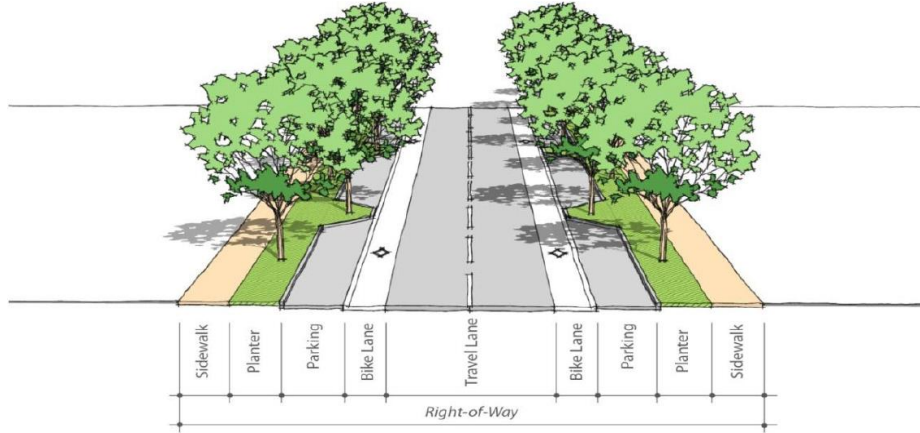 Sidewalk
Planter
Parking
Bike Lane
Travel Lane
Bike Lane
Parking
Planter
Sidewalk
Right-of-Way